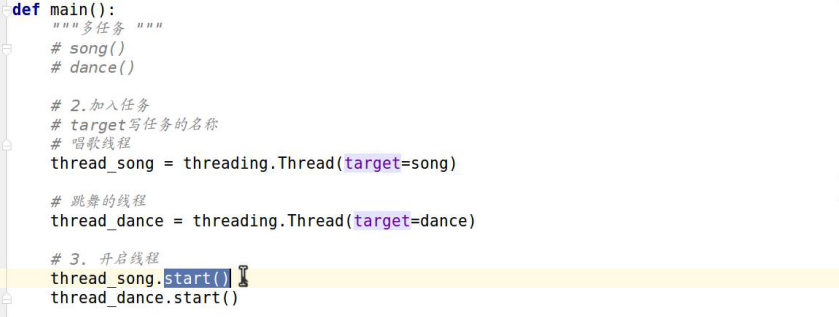 def main():
    """多任务 """
    # song()
    # dance()
    # 2.加入任务
    # target写任务的名称
    # 唱歌线程
    thread_song = threading.Thread(target=song)
    # 跳舞的线程
    thread_dance = threading.Thread(target=dance)
    # 3. 开启线程
    thread_song.start()
    thread_dance.start()